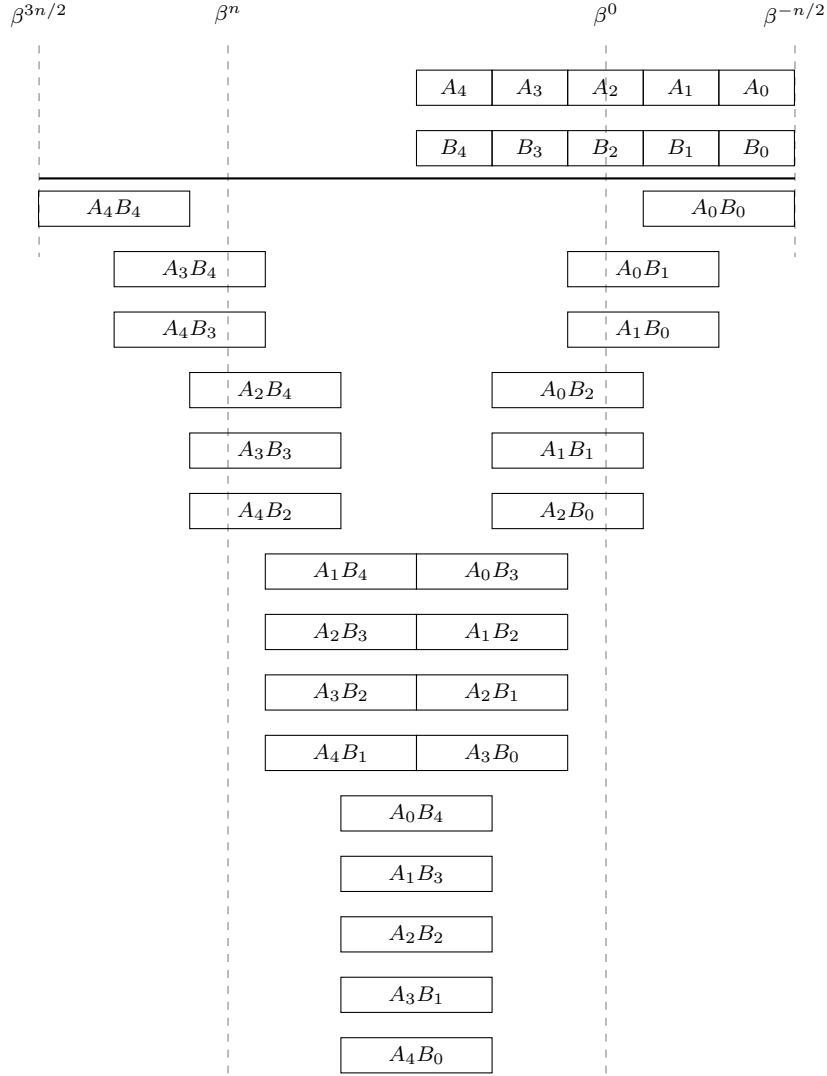 β^{3n/2} β^n β^0 β^{−n/2}
A_4 A_3 A_2 A_1 A_0
B_4 B_3 B_2 B_1 B_0
A_4B_4 A_0B_0
A_3B_4 A_0B_1
A_4B_3 A_1B_0
A_2B_4 A_0B_2
A_3B_3 A_1B_1
A_4B_2 A_2B_0
A_1B_4 A_0B_3
A_2B_3 A_1B_2
A_3B_2 A_2B_1
A_4B_1 A_3B_0
A_0B_4
A_1B_3
A_2B_2
A_3B_1
A_4B_0